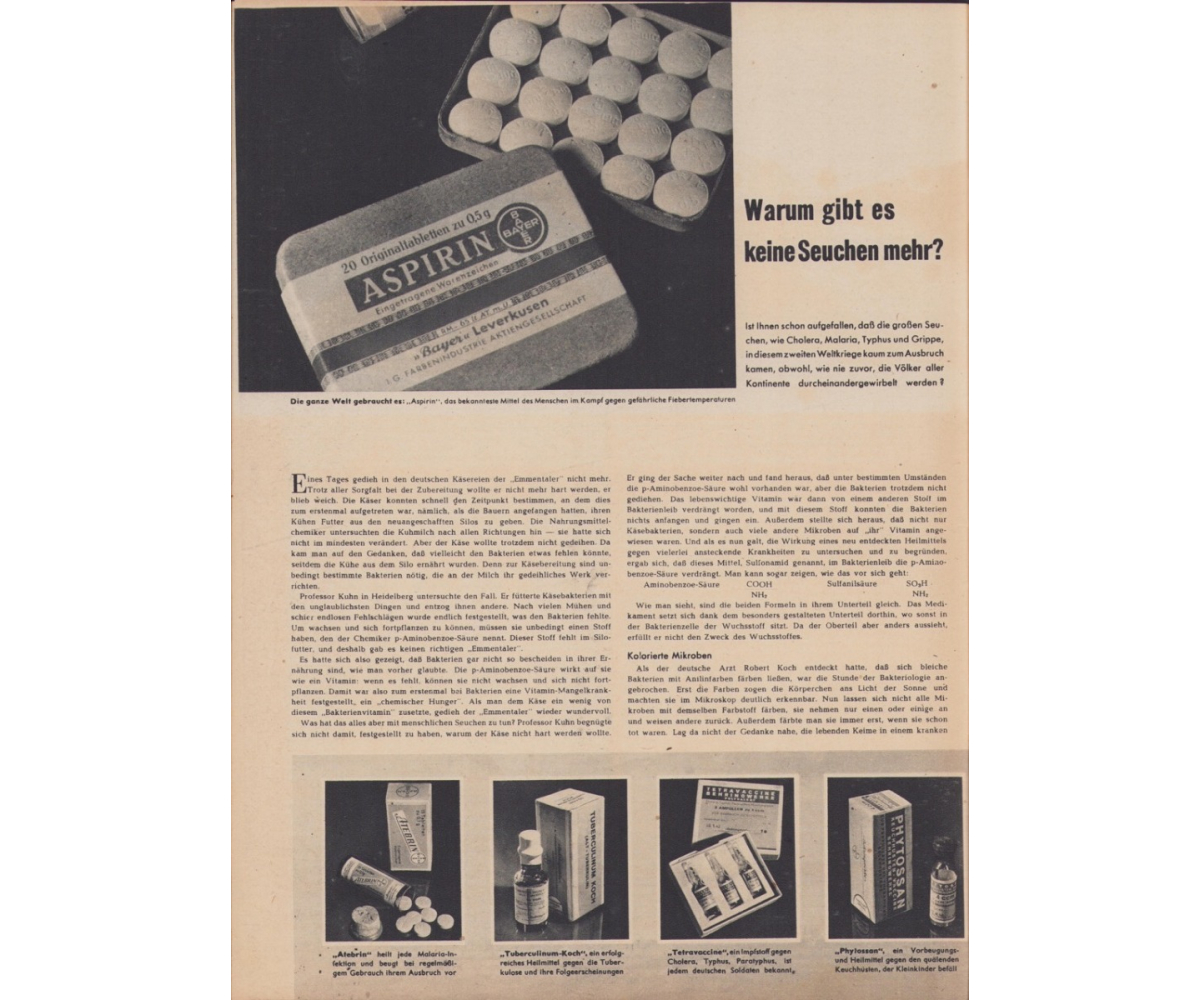 20 Originaltabletten zu 0,5g
ASPIRIN
BAYER
BAYER
Eingetragene Warenzeichen
„Bayer“ Leverkusen
I.G. FARBENINDUSTRIE AKTIENGESELLSCHAFT
Warum gibt es
keine Seuchen mehr?
Ist Ihnen schon aufgefallen, daß die großen Seu-
chen, wie Cholera, Malaria, Typhus und Grippe,
in diesem zweiten Weltkriege kaum zum Ausbruch
kamen, obwohl, wie nie zuvor, die Völker aller
Kontinente durcheinandergewirbelt werden?
Die ganze Welt gebraucht es: „Aspirin“, das bekannteste Mittel des Menschen im Kampf gegen gefährliche Fiebertemperaturen
Eines Tages gedieh in den deutschen Käsereien der „Emmentaler“ nicht mehr.
Trotz aller Sorgfalt bei der Zubereitung wollte er nicht mehr hart werden, er
blieb weich. Die Käser konnten schnell den Zeitpunkt bestimmen, an dem dies
zum erstenmal aufgetreten war, nämlich, als die Bauern angefangen hatten, ihren
Kühen Futter aus den neuangeschafften Silos zu geben. Die Nahrungsmittel-
chemiker untersuchten die Kuhmilch nach allen Richtungen hin — sie hatte sich
nicht im mindesten verändert. Aber der Käse wollte trotzdem nicht gedeihen. Da
kam man auf den Gedanken, daß vielleicht den Bakterien etwas fehlen könnte,
seitdem die Kühe aus dem Silo ernährt wurden. Denn zur Käsebereitung sind un-
bedingt bestimmte Bakterien nötig, die an der Milch ihr gedeihliches Werk ver-
richten.
Professor Kuhn in Heidelberg untersuchte den Fall. Er fütterte Käsebakterien mit
den unglaublichsten Dingen und entzog ihnen andere. Nach vielen Mühen und
schier endlosen Fehlschlägen wurde endlich festgestellt, was den Bakterien fehlte.
Um wachsen und sich fortpflanzen zu können, müssen sie unbedingt einen Stoff
haben, den der Chemiker p-Aminobenzoe-Säure nennt. Dieser Stoff fehlt im Silo-
futter, und deshalb gab es keinen richtigen „Emmentaler“.
Es hatte sich also gezeigt, daß Bakterien gar nicht so bescheiden in ihrer Er-
nährung sind, wie man vorher glaubte. Die p-Aminobenzoe-Säure wirkt auf sie
wie ein Vitamin: wenn es fehlt, können sie nicht wachsen und sich nicht fort-
pflanzen. Damit war also zum erstenmal bei Bakterien eine Vitamin-Mangelkrank-
heit festgestellt, ein „chemischer Hunger“. Als man dem Käse ein wenig von
diesem „Bakterienvitamin“ zusetzte, gedieh der „Emmentaler“ wieder wundervoll.
Was hat das alles aber mit menschlichen Seuchen zu tun? Professor Kuhn begnügte
sich nicht damit, festgestellt zu haben, warum der Käse nicht hart werden wollte.
Er ging der Sache weiter nach und fand heraus, daß unter bestimmten Umständen
die p-Aminobenzoe-Säure wohl vorhanden war, aber die Bakterien trotzdem nicht
gediehen. Das lebenswichtige Vitamin war dann von einem anderen Stoff im
Bakterienleib verdrängt worden, und mit diesem Stoff konnten die Bakterien
nichts anfangen und gingen ein. Außerdem stellte sich heraus, daß nicht nur
Käsebakterien, sondern auch viele andere Mikroben auf „ihr“ Vitamin ange-
wiesen waren. Und als es nun galt, die Wirkung eines neu entdeckten Heilmittels
gegen vielerlei ansteckende Krankheiten zu untersuchen und zu begründen,
ergab sich, daß dieses Mittel, Sulfonamid genannt, im Bakterienleib die p-Amino-
benzoe-Säure verdrängt. Man kann sogar zeigen, wie das vor sich geht:
Aminobenzoe-Säure COOH Sulfanilsäure SO₃H
NH₂ NH₂
Wie man sieht, sind die beiden Formeln in ihrem Unterteil gleich. Das Medi-
kament setzt sich dank dem besonders gestalteten Unterteil dorthin, wo sonst in
der Bakterienzelle der Wuchsstoff sitzt. Da der Oberteil aber anders aussieht,
erfüllt er nicht den Zweck des Wuchsstoffes.
Kolorierte Mikroben
Als der deutsche Arzt Robert Koch entdeckt hatte, daß sich bleiche
Bakterien mit Anilinfarben färben ließen, war die Stunde der Bakteriologie an-
gebrochen. Erst die Farben zogen die Körperchen ans Licht der Sonne und
machten sie im Mikroskop deutlich erkennbar. Nun lassen sich nicht alle Mi-
kroben mit demselben Farbstoff färben, sie nehmen nur einen oder einige an
und weisen andere zurück. Außerdem färbte man sie immer erst, wenn sie schon
tot waren. Lag da nicht der Gedanke nahe, die lebenden Keime in einem kranken
ATEBRIN
TUBERCULINUM KOCH
TETRAVACCINE
BEHRINGWERKE
PHYTOSSAN
„Atebrin“ heilt jede Malaria-In-
fektion und beugt bei regelmäßi-
gem Gebrauch ihrem Ausbruch vor
„Tuberculinum-Koch“, ein erfolg-
reiches Heilmittel gegen die Tuber-
kulose und ihre Folgeerscheinungen
„Tetravaccine“, ein Impfstoff gegen
Cholera, Typhus, Paratyphus, ist
jedem deutschen Soldaten bekannt,
„Phytossan“, ein Vorbeugungs-
und Heilmittel gegen den quälenden
Keuchhusten, der Kleinkinder befällt